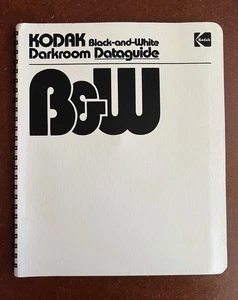 KODAK Black-and-White
Darkroom Dataguide
Kodak
B&W